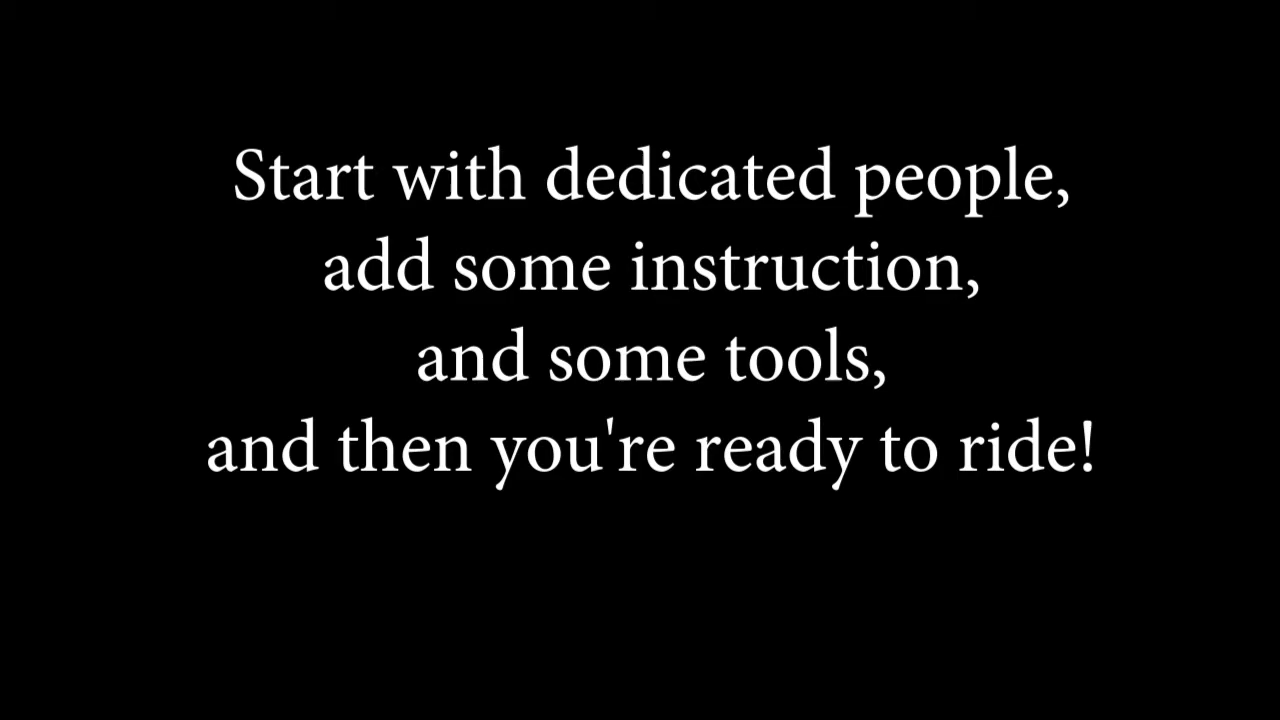 Start with dedicated people,
add some instruction,
and some tools,
and then you're ready to ride!